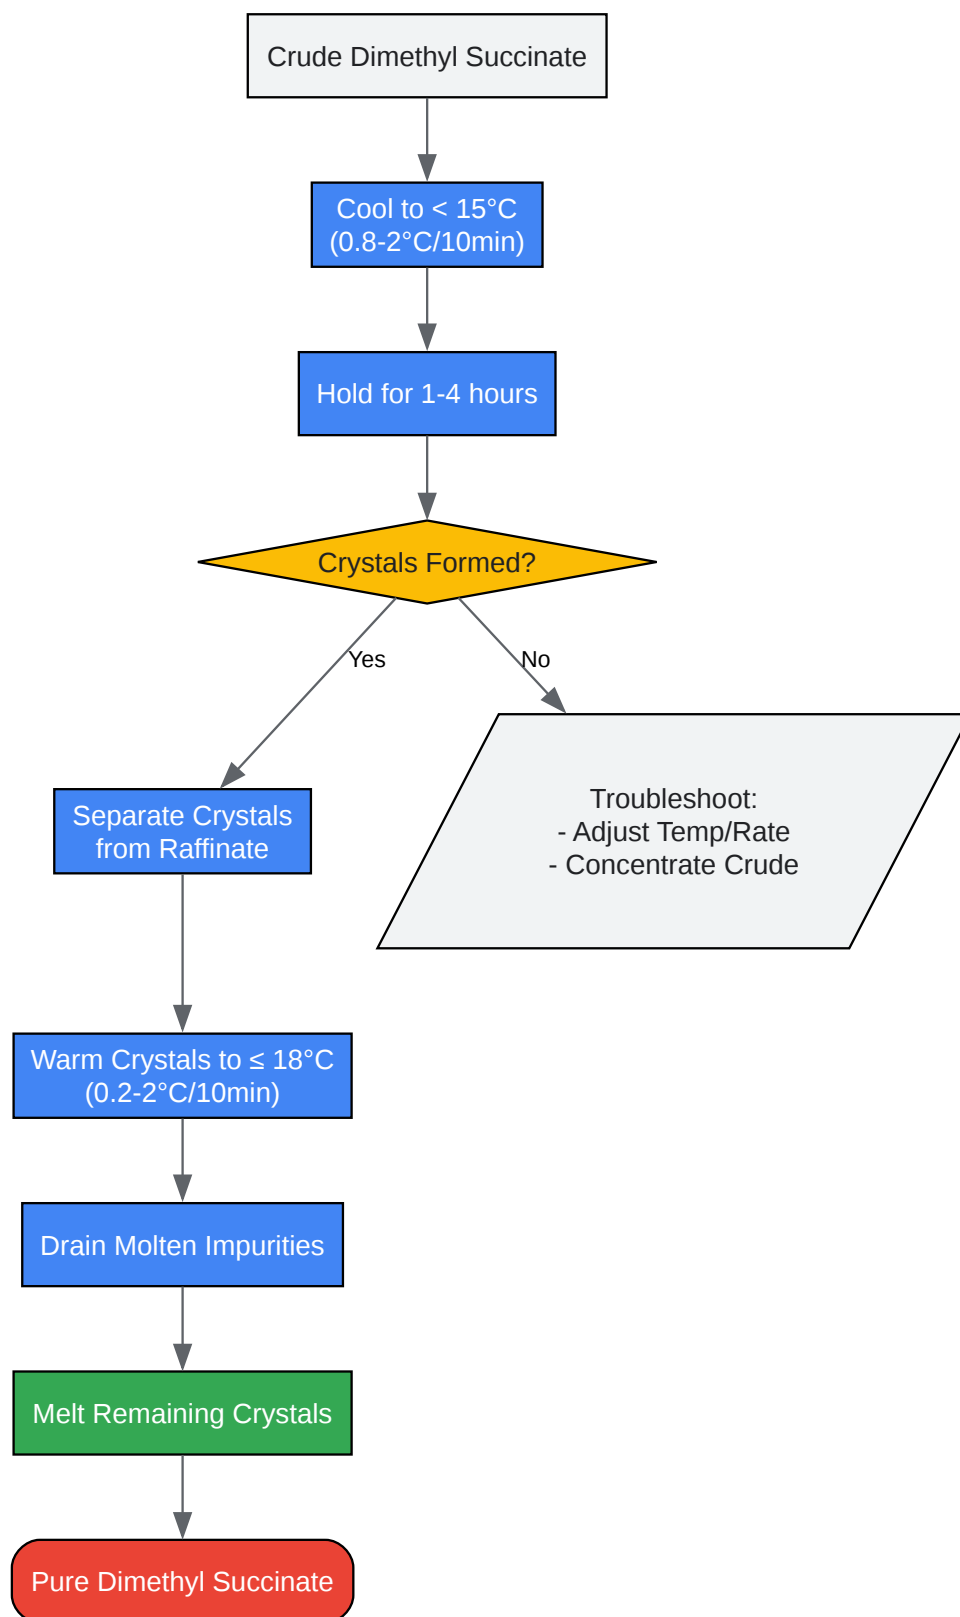 Crude Dimethyl Succinate
Cool to < 15°C
(0.8-2°C/10min)
Hold for 1-4 hours
Crystals Formed?
Yes
No
Troubleshoot:
- Adjust Temp/Rate
- Concentrate Crude
Separate Crystals
from Raffinate
Warm Crystals to ≤ 18°C
(0.2-2°C/10min)
Drain Molten Impurities
Melt Remaining Crystals
Pure Dimethyl Succinate